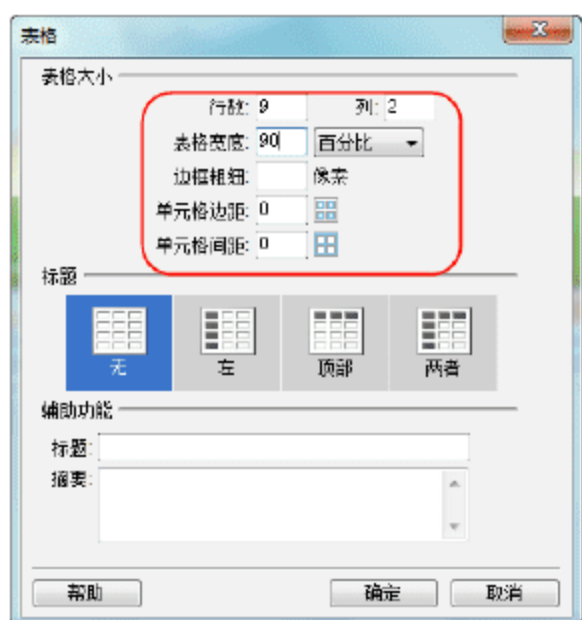 表格
表格大小
行数: 9 列: 2
表格宽度: 90 百分比
边框粗细: 像素
单元格边距: 0
单元格间距: 0
标题
无 左 顶部 两者
辅助功能
标题:
摘要:
帮助 确定 取消